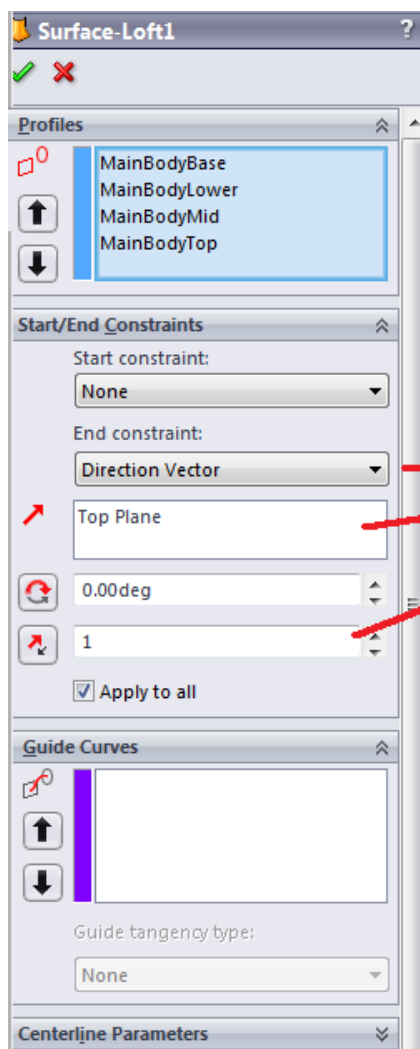 Surface-Loft1
?
Profiles
MainBodyBase
MainBodyLower
MainBodyMid
MainBodyTop
Start/End Constraints
Start constraint:
None
End constraint:
Direction Vector
Top Plane
0.00deg
1
Apply to all
Guide Curves
Guide tangency type:
None
Centerline Parameters